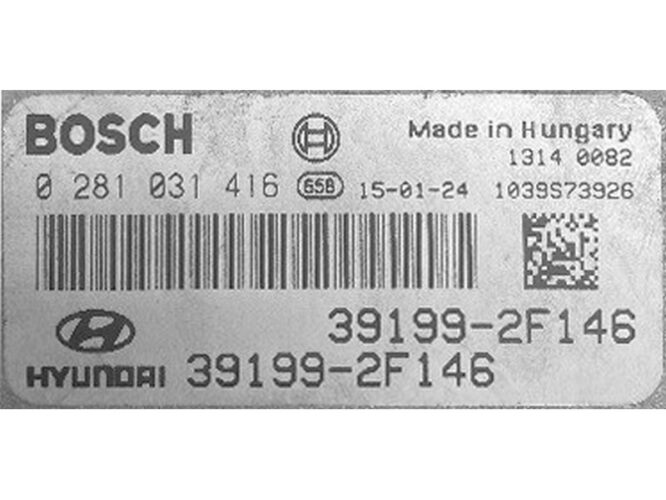 BOSCH
Made in Hungary
1314 0082
0 281 031 416 G5B 15-01-24 1039S73926
39199-2F146
HYUNDAI 39199-2F146